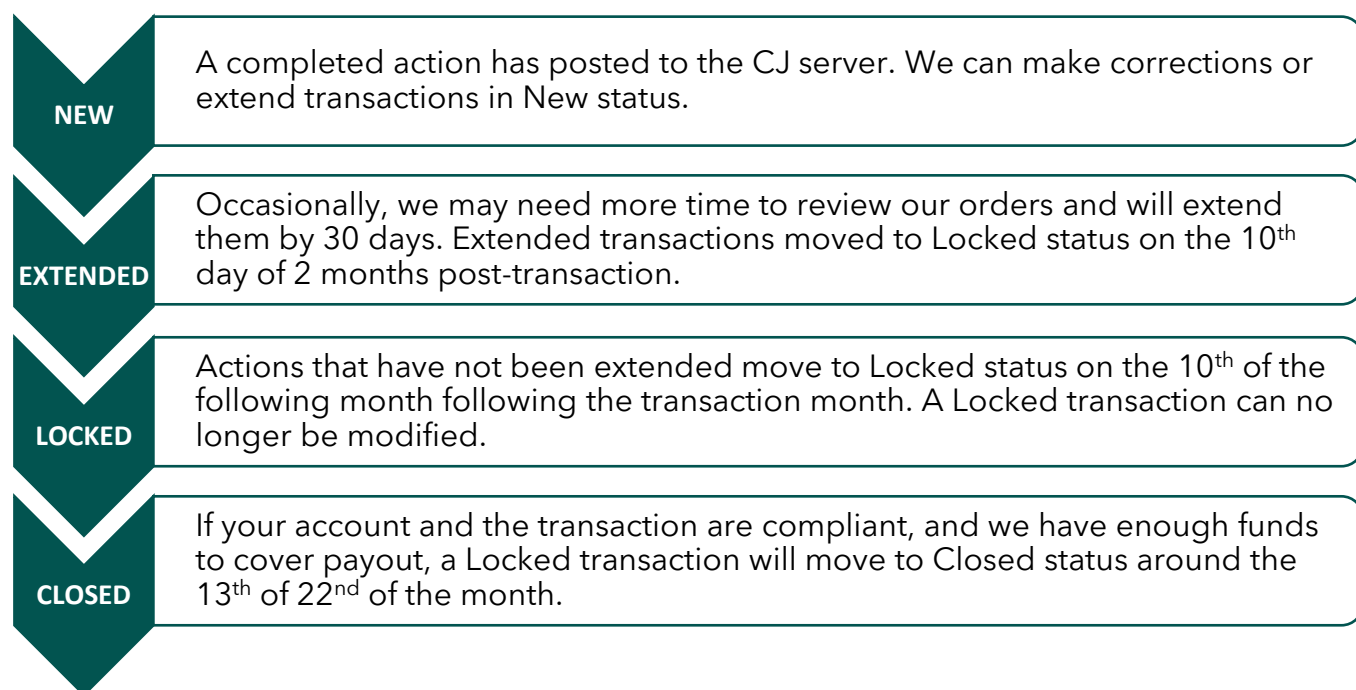 NEW
A completed action has posted to the CJ server. We can make corrections or
extend transactions in New status.
EXTENDED
Occasionally, we may need more time to review our orders and will extend
them by 30 days. Extended transactions moved to Locked status on the 10th
day of 2 months post-transaction.
LOCKED
Actions that have not been extended move to Locked status on the 10th of the
following month following the transaction month. A Locked transaction can no
longer be modified.
CLOSED
If your account and the transaction are compliant, and we have enough funds
to cover payout, a Locked transaction will move to Closed status around the
13th of 22nd of the month.